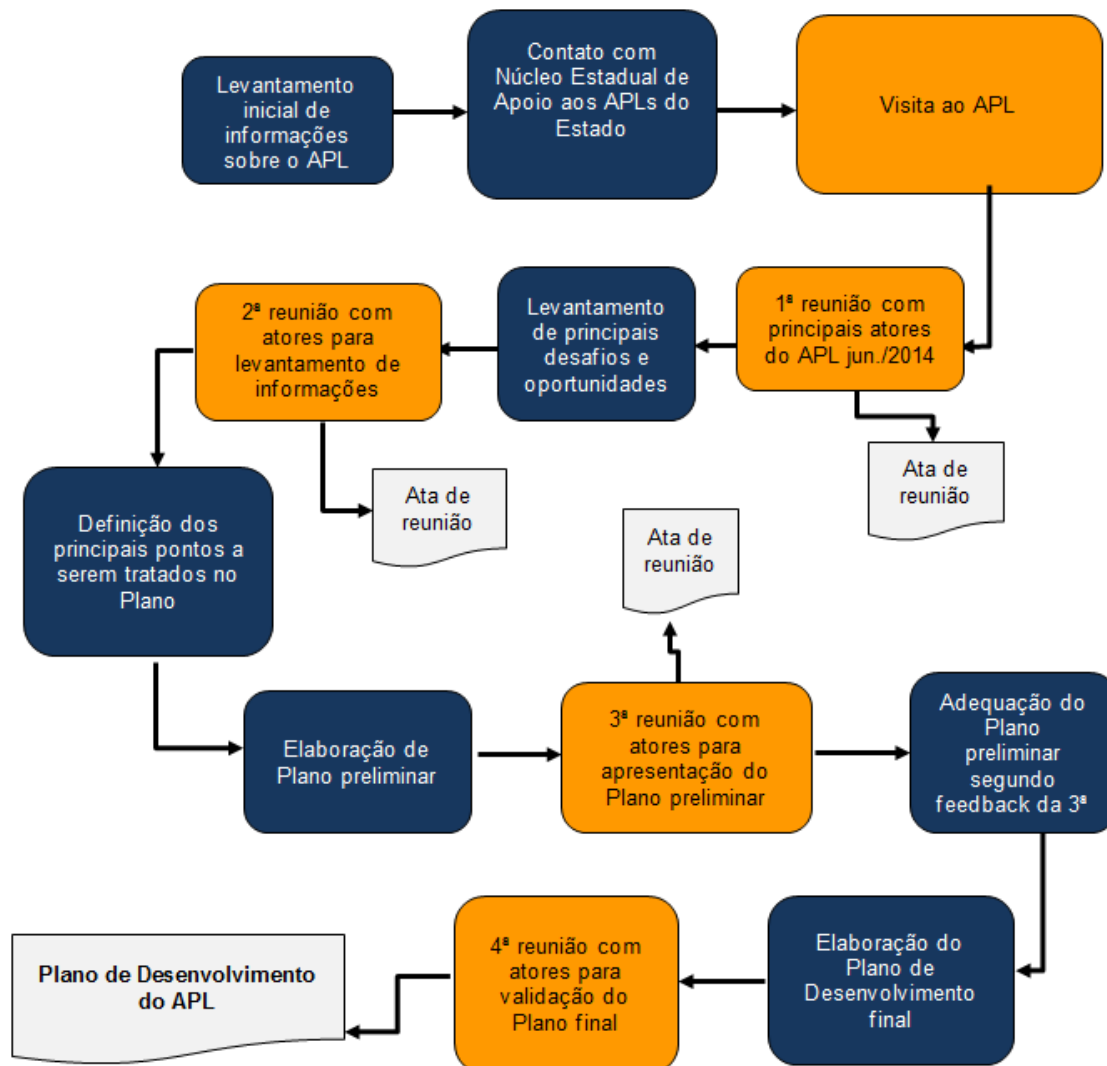 Levantamento
inicial de
informações
sobre o APL
Contato com
Núcleo Estadual de
Apoio aos APLs do
Estado
Visita ao APL
1ª reunião com
principais atores
do APL jun./2014
Ata de
reunião
Levantamento
de principais
desafios e
oportunidades
2ª reunião com
atores para
levantamento de
informações
Ata de
reunião
Definição dos
principais pontos a
serem tratados no
Plano
Elaboração de
Plano preliminar
3ª reunião com
atores para
apresentação do
Plano preliminar
Ata de
reunião
Adequação do
Plano
preliminar
segundo
feedback da 3ª
Elaboração do
Plano de
Desenvolvimento
final
4ª reunião com
atores para
validação do
Plano final
Plano de Desenvolvimento
do APL